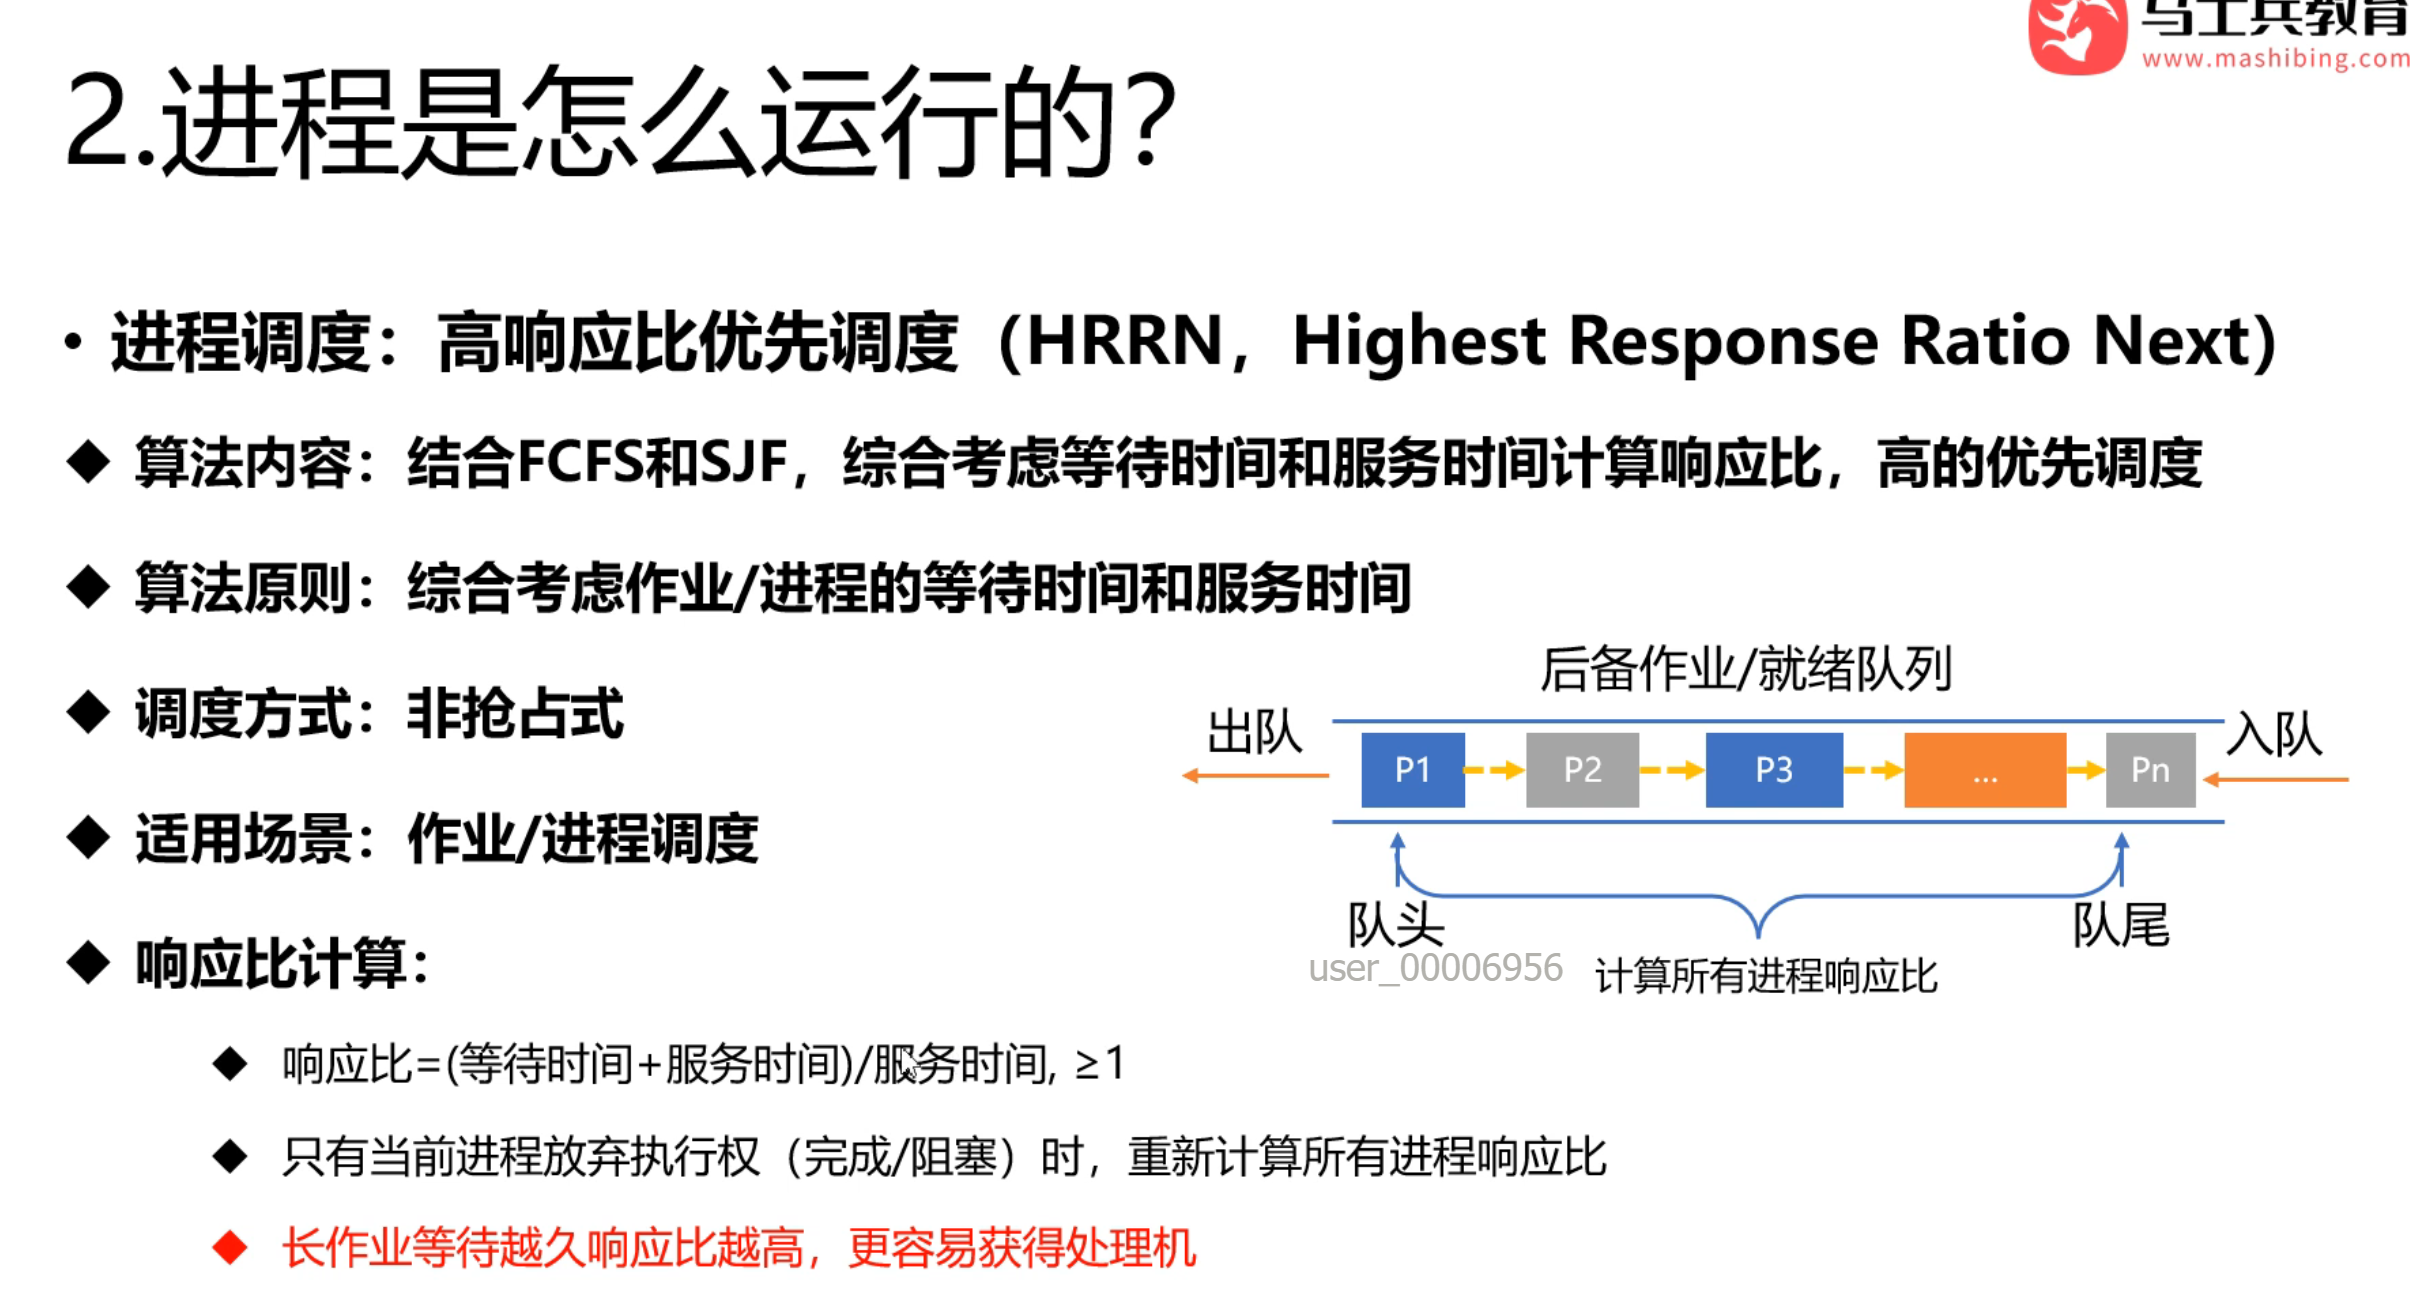 马士兵教育
www.mashibing.com
2.进程是怎么运行的?
• 进程调度：高响应比优先调度（HRRN，Highest Response Ratio Next）
◆ 算法内容：结合FCFS和SJF，综合考虑等待时间和服务时间计算响应比，高的优先调度
◆ 算法原则：综合考虑作业/进程的等待时间和服务时间
◆ 调度方式：非抢占式
◆ 适用场景：作业/进程调度
◆ 响应比计算：
◆ 响应比=(等待时间+服务时间)/服务时间, ≥1
◆ 只有当前进程放弃执行权（完成/阻塞）时，重新计算所有进程响应比
◆ 长作业等待越久响应比越高，更容易获得处理机
后备作业/就绪队列
出队
P1 P2 P3 ... Pn
入队
队头
队尾
user_00006956
计算所有进程响应比